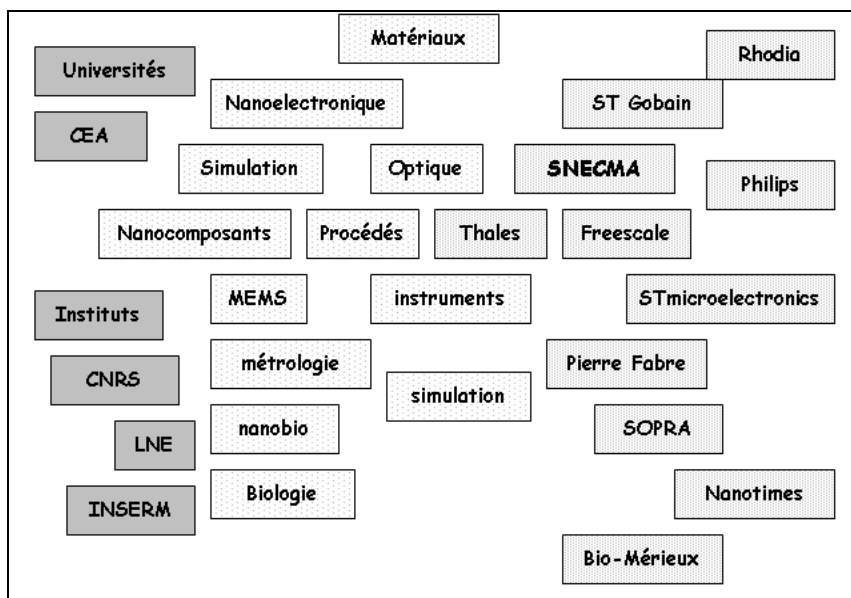 Matériaux
Rhodia
Universités
Nanoelectronique
ST Gobain
CEA
Simulation
Optique
SNECMA
Philips
Nanocomposants
Procédés
Thales
Freescale
Instituts
MEMS
instruments
STmicroelectronics
CNRS
métrologie
simulation
Pierre Fabre
LNE
nanobio
SOPRA
INSERM
Biologie
Nanotimes
Bio-Mérieux